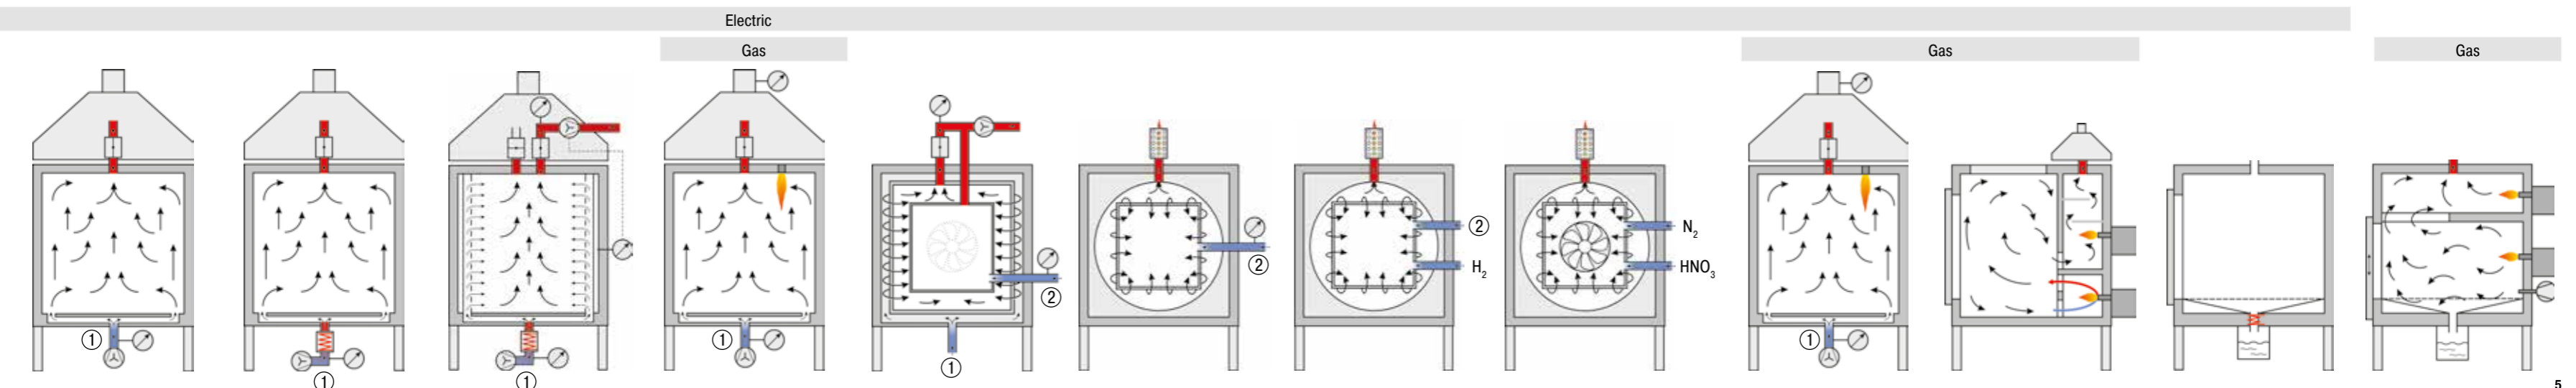 Electric
Gas
Gas
Gas
②
②
N₂
②
H₂
HNO₃
①
①
①
①
①
①
5